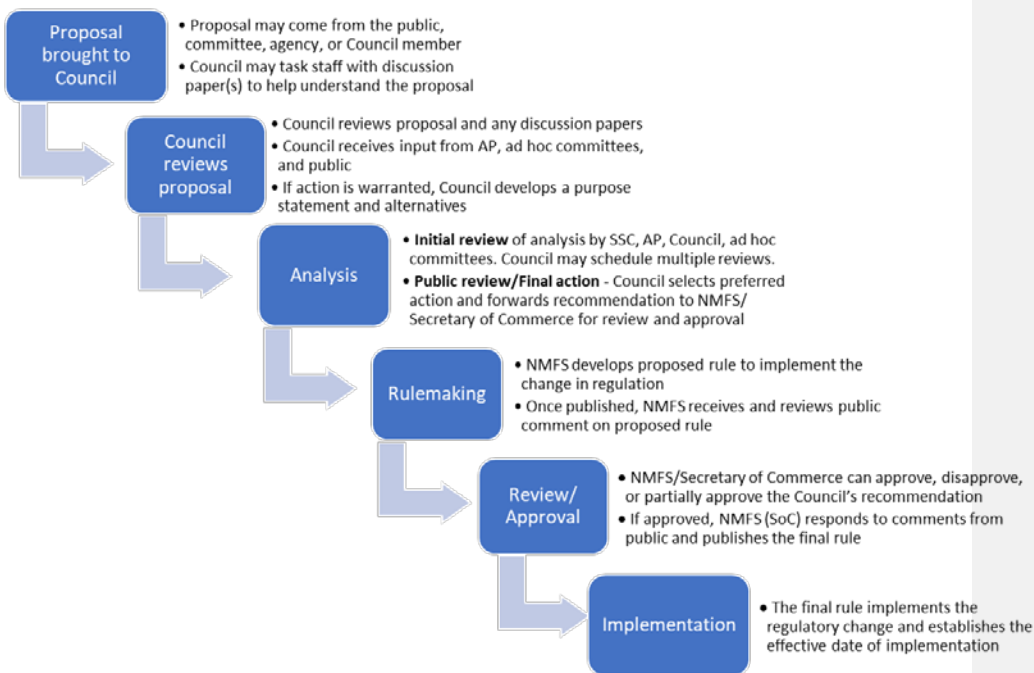 Proposal
brought to
Council
• Proposal may come from the public,
committee, agency, or Council member
• Council may task staff with discussion
paper(s) to help understand the proposal
Council
reviews
proposal
• Council reviews proposal and any discussion papers
• Council receives input from AP, ad hoc committees,
and public
• If action is warranted, Council develops a purpose
statement and alternatives
Analysis
• Initial review of analysis by SSC, AP, Council, ad hoc
committees. Council may schedule multiple reviews.
• Public review/Final action - Council selects preferred
action and forwards recommendation to NMFS/
Secretary of Commerce for review and approval
Rulemaking
• NMFS develops proposed rule to implement the
change in regulation
• Once published, NMFS receives and reviews public
comment on proposed rule
Review/
Approval
• NMFS/Secretary of Commerce can approve, disapprove,
or partially approve the Council's recommendation
• If approved, NMFS (SoC) responds to comments from
public and publishes the final rule
Implementation
• The final rule implements the
regulatory change and establishes the
effective date of implementation